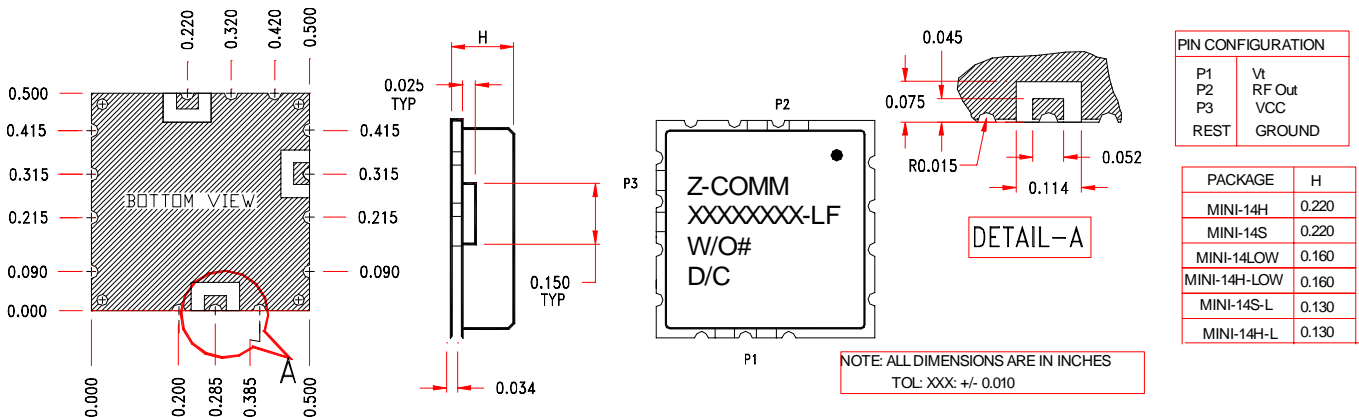 0.220
0.320
0.420
0.500
0.500
0.415
0.315
0.215
0.090
0.000
0.415
0.315
0.215
0.090
BOTTOM VIEW
0.000
0.200
0.285
0.385
0.500
A
H
0.025
TYP
0.150
TYP
0.034
P2
P3
Z-COMM
XXXXXXXX-LF
W/O#
D/C
P1
0.045
0.075
R0.015
0.052
0.114
DETAIL-A
NOTE: ALL DIMENSIONS ARE IN INCHES
TOL: XXX: +/- 0.010
PIN CONFIGURATION
P1 Vt
P2 RF Out
P3 VCC
REST GROUND
PACKAGE H
MINI-14H 0.220
MINI-14S 0.220
MINI-14LOW 0.160
MINI-14H-LOW 0.160
MINI-14S-L 0.130
MINI-14H-L 0.130